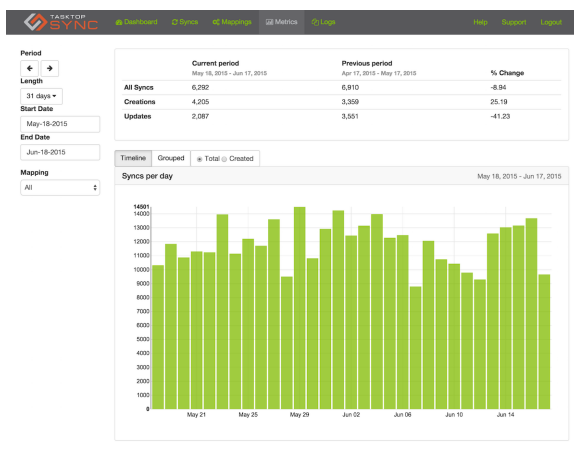 TASKTOP
SYNC
Dashboard Syncs Mappings Metrics Logs Help Support Logout
Period
Length
31 days
Start Date
May-18-2015
End Date
Jun-18-2015
Mapping
All
Current period Previous period
May 18, 2015 - Jun 17, 2015 Apr 17, 2015 - May 17, 2015 % Change
All Syncs 6,292 6,910 -8.94
Creations 4,205 3,359 25.19
Updates 2,087 3,551 -41.23
Timeline Grouped Total Created
Syncs per day May 18, 2015 - Jun 17, 2015
14501
14000
13000
12000
11000
10000
9000
8000
7000
6000
5000
4000
3000
2000
1000
0
May 21 May 25 May 29 Jun 02 Jun 06 Jun 10 Jun 14